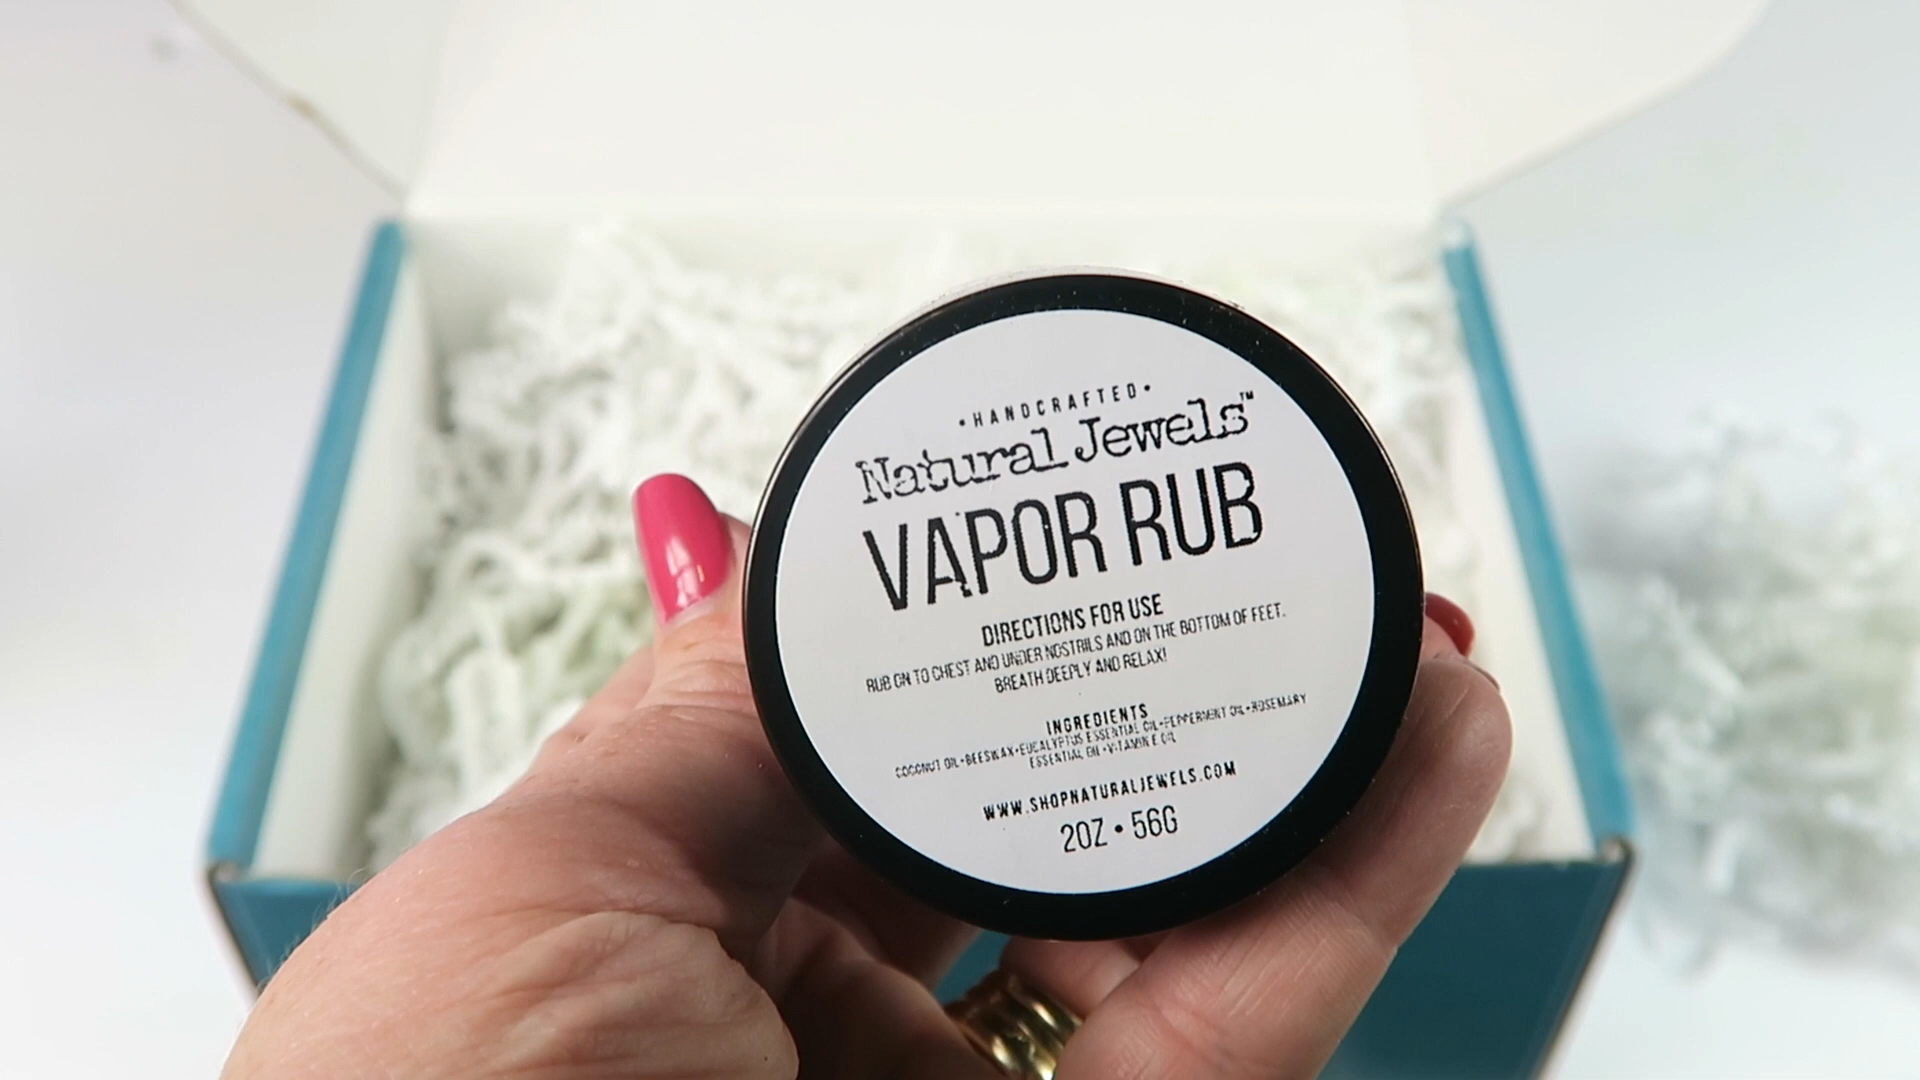 •HANDCRAFTED•
Natural Jewels™
VAPOR RUB
DIRECTIONS FOR USE
RUB ON TO CHEST AND UNDER NOSTRILS AND ON THE BOTTOM OF FEET.
BREATH DEEPLY AND RELAX!
INGREDIENTS
COCONUT OIL•BEESWAX•EUCALYPTUS ESSENTIAL OIL•PEPPERMINT OIL•ROSEMARY
ESSENTIAL OIL•VITAMIN E OIL
WWW.SHOPNATURALJEWELS.COM
2OZ • 56G